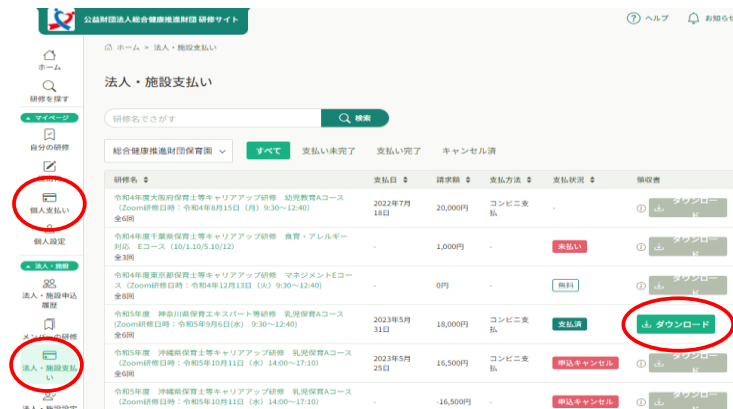 公益財団法人総合健康推進財団 研修サイト
ヘルプ
お知らせ
ホーム > 法人・施設支払い
ホーム
研修を探す
マイページ
自分の研修
個人支払い
個人設定
法人・施設
法人・施設申込
履歴
メンバーの研修
法人・施設支払
い
法人・施設設定
法人・施設支払い
研修名でさがす
検索
総合健康推進財団保育園
すべて
支払い未完了
支払い完了
キャンセル済
研修名 支払日 請求額 支払方法 支払状況 領収書
令和4年度大阪府保育士等キャリアアップ研修 幼児教育Aコース
(Zoom研修日時:令和4年8月15日(月)9:30~12:40)
全6回
2022年7月
18日
20,000円
コンビニ支
払
-
ダウンロー
ド
令和4年度千葉県保育士等キャリアアップ研修 食育・アレルギー
対応 Eコース (10/1.10/5.10/12)
全3回
-
1,000円
-
未払い
ダウンロー
ド
令和4年度東京都保育士等キャリアアップ研修 マネジメントEコー
ス(Zoom研修日時:令和4年12月13日(火)9:30~12:40)
全8回
-
0円
-
無料
ダウンロー
ド
令和5年度 神奈川県保育エキスパート等研修 乳児保育Aコース
(Zoom研修日時:令和5年9月6日(水) 9:30~12:40)
全6回
2023年5月
31日
18,000円
コンビニ支
払
支払済
ダウンロード
令和5年度 沖縄県保育士等キャリアアップ研修 乳児保育Aコース
(Zoom研修日時:令和5年10月11日(水)14:00~17:10)
全6回
2023年5月
25日
16,500円
コンビニ支
払
申込キャンセル
ダウンロー
ド
令和5年度 沖縄県保育士等キャリアアップ研修 乳児保育Aコース
(Zoom研修日時:令和5年10月11日(水)14:00~17:10)
-
-16,500円
-
申込キャンセル
ダウンロー